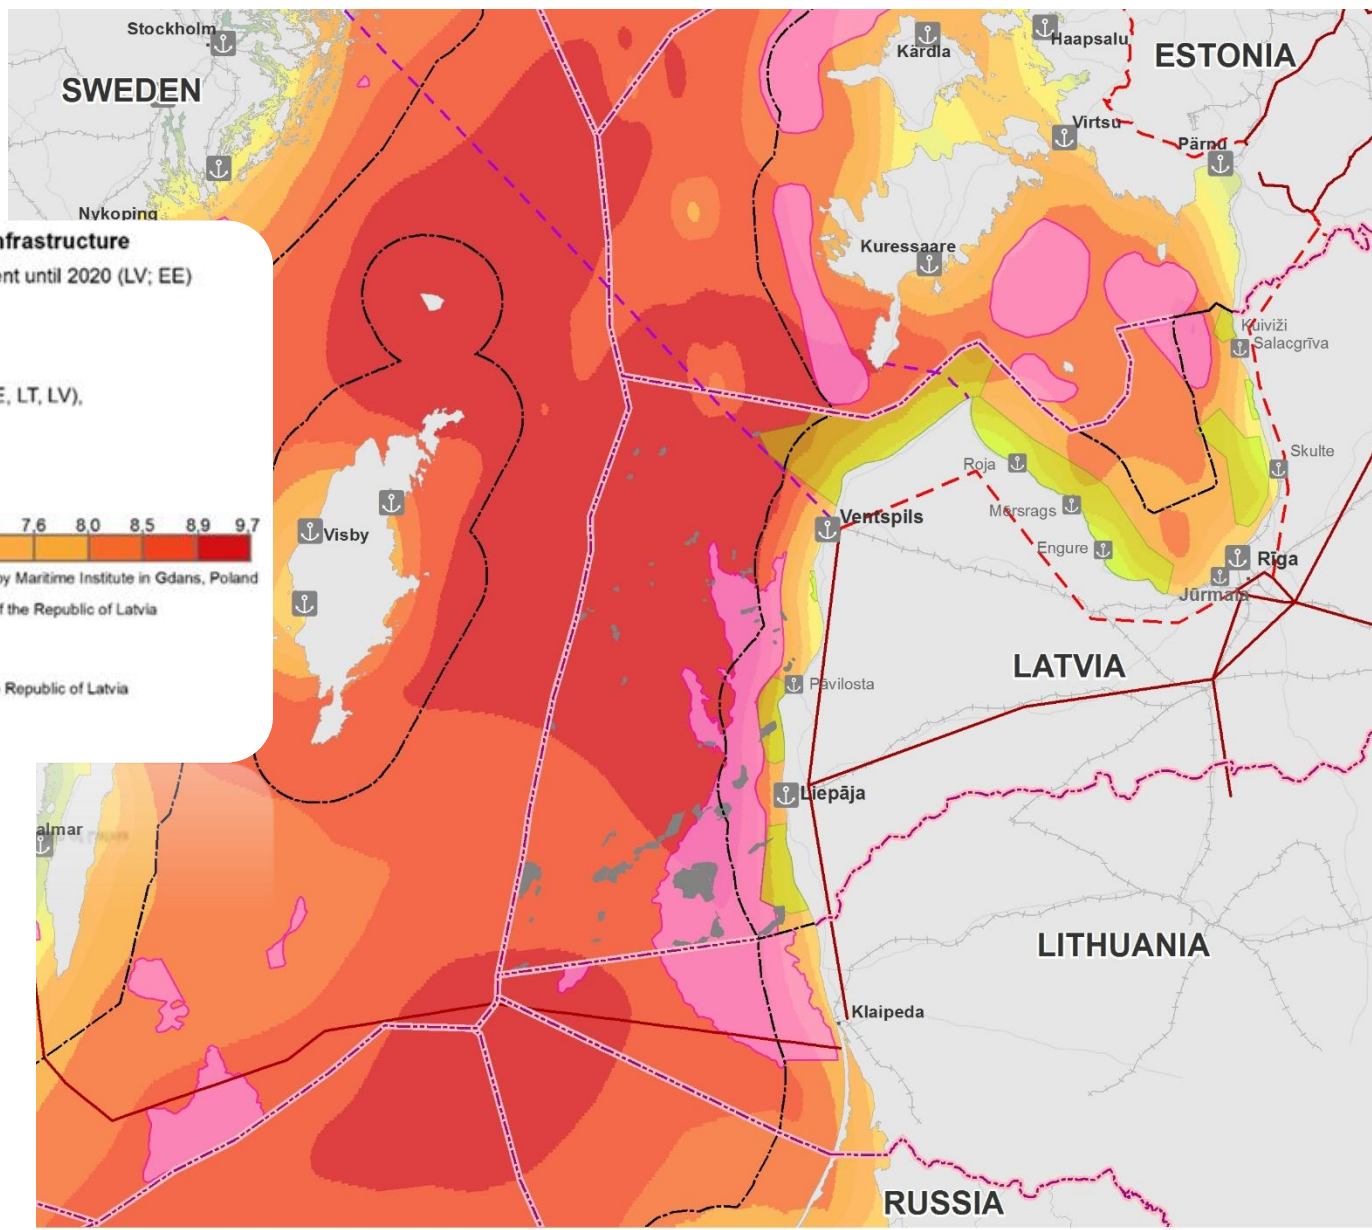 Stockholm
SWEDEN
Nykoping
Kärdla
Haapsalu
ESTONIA
Virtsu
Pärnu
Kuressaare
nfrastructure
ent until 2020 (LV; EE)
E, LT, LV),
7,6 8,0 8,5 8,9 9,7
by Maritime Institute in Gdans, Poland
f the Republic of Latvia
Republic of Latvia
Kuiviži
Salacgrīva
Skulte
Roja
Mērsrags
Engure
Ventspils
Visby
Rīga
Jūrmala
LATVIA
Pāvilosta
Liepāja
almar
LITHUANIA
Klaipeda
RUSSIA